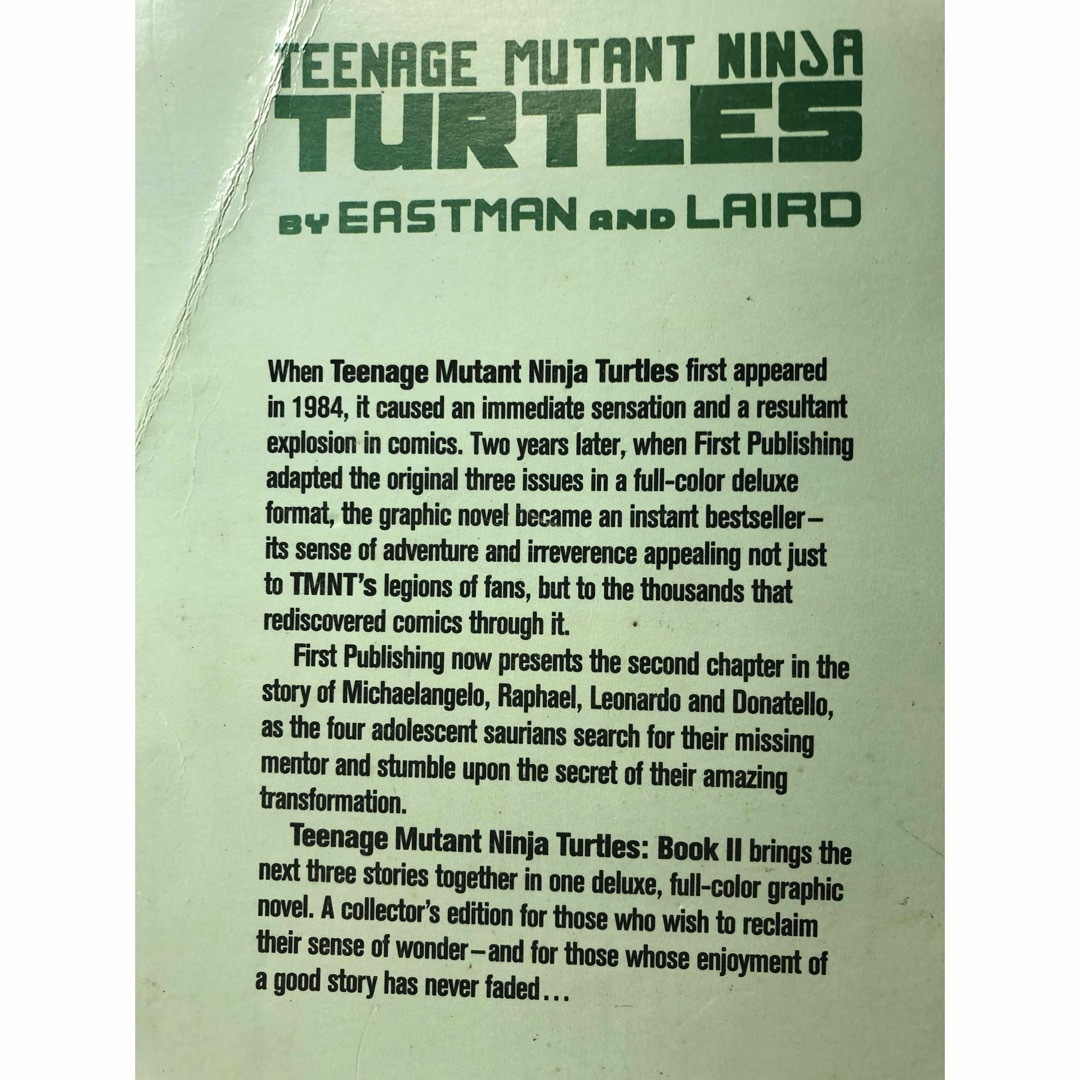 TEENAGE MUTANT NINJA
TURTLES
BY EASTMAN AND LAIRD
When Teenage Mutant Ninja Turtles first appeared
in 1984, it caused an immediate sensation and a resultant
explosion in comics. Two years later, when First Publishing
adapted the original three issues in a full-color deluxe
format, the graphic novel became an instant bestseller–
its sense of adventure and irreverence appealing not just
to TMNT's legions of fans, but to the thousands that
rediscovered comics through it.
First Publishing now presents the second chapter in the
story of Michaelangelo, Raphael, Leonardo and Donatello,
as the four adolescent saurians search for their missing
mentor and stumble upon the secret of their amazing
transformation.
Teenage Mutant Ninja Turtles: Book II brings the
next three stories together in one deluxe, full-color graphic
novel. A collector's edition for those who wish to reclaim
their sense of wonder–and for those whose enjoyment of
a good story has never faded...